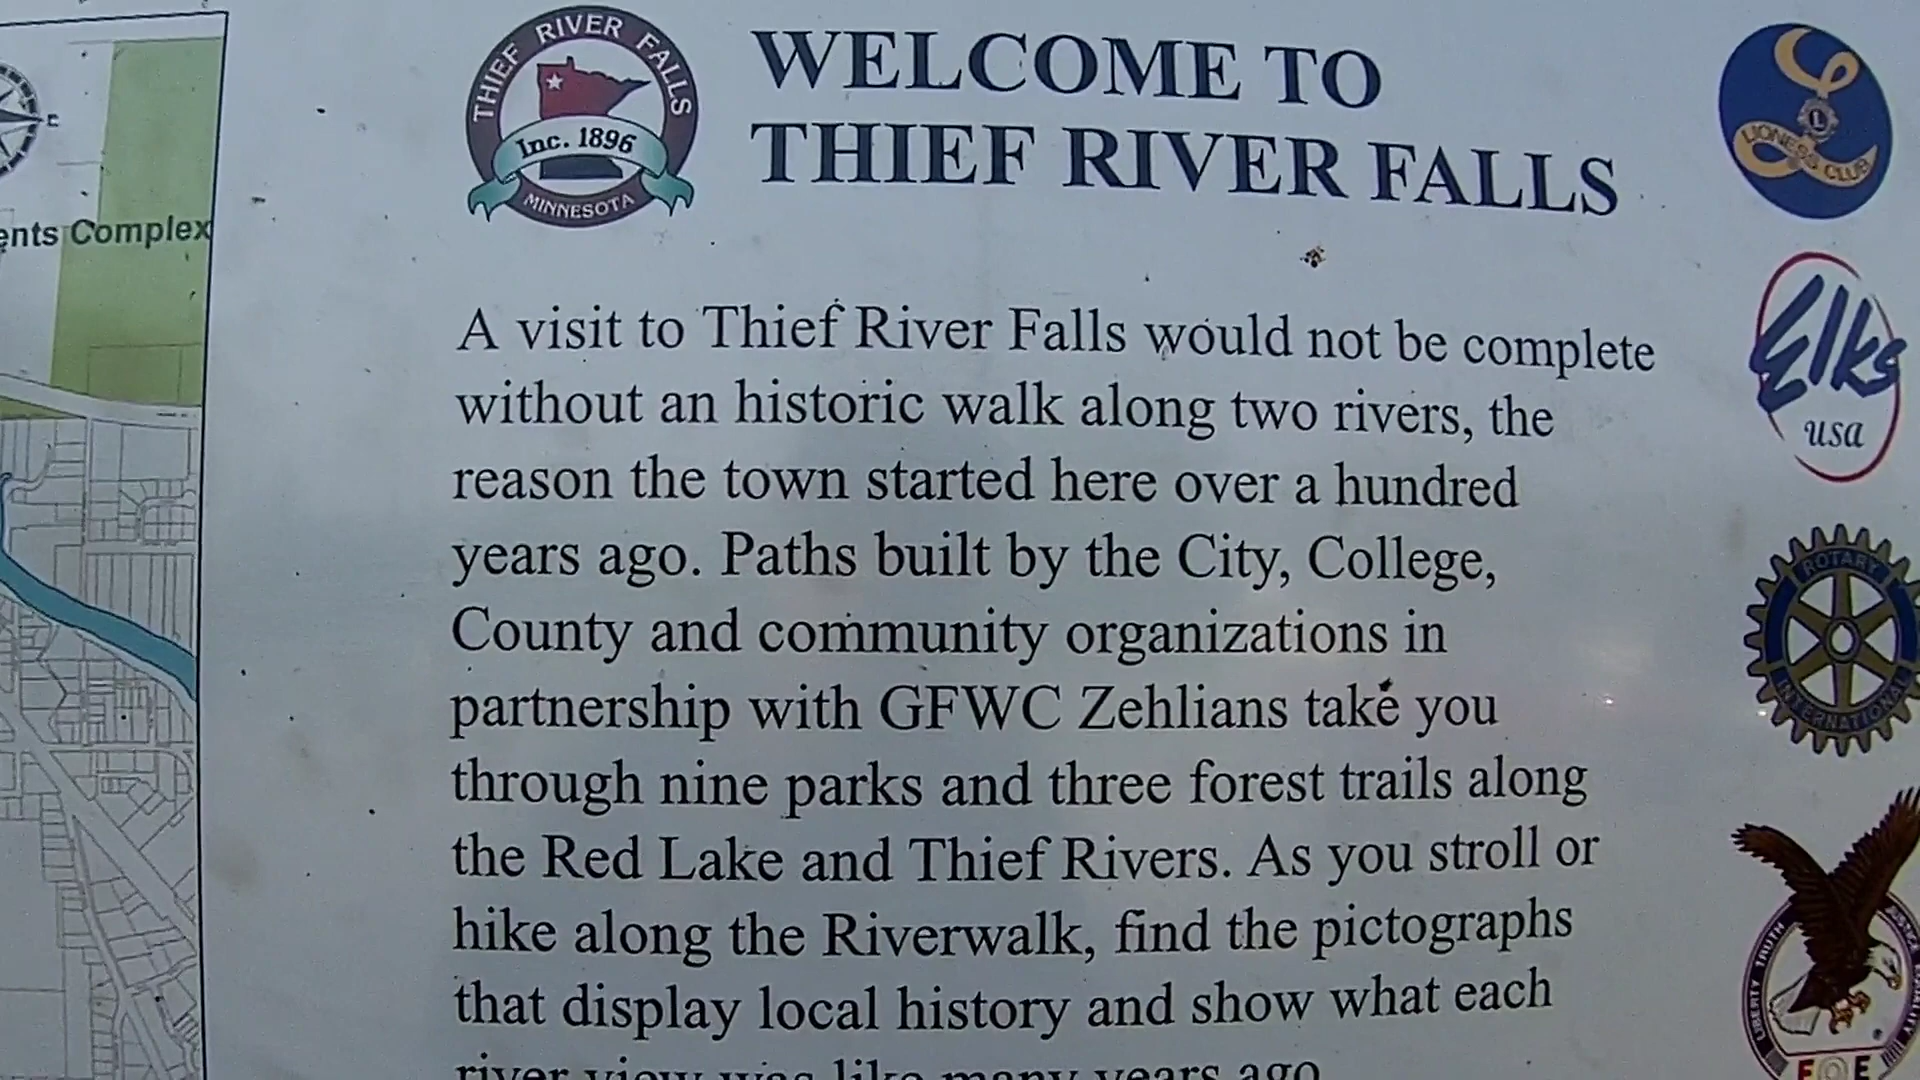 E
ents Complex
THIEF RIVER FALLS
Inc. 1896
MINNESOTA
WELCOME TO
THIEF RIVER FALLS
A visit to Thief River Falls would not be complete
without an historic walk along two rivers, the
reason the town started here over a hundred
years ago. Paths built by the City, College,
County and community organizations in
partnership with GFWC Zehlians take you
through nine parks and three forest trails along
the Red Lake and Thief Rivers. As you stroll or
hike along the Riverwalk, find the pictographs
that display local history and show what each
river view was like many years ago
L
LIONESS CLUB
Elks
usa
ROTARY
INTERNATIONAL
LIBERTY TRUTH
FOE